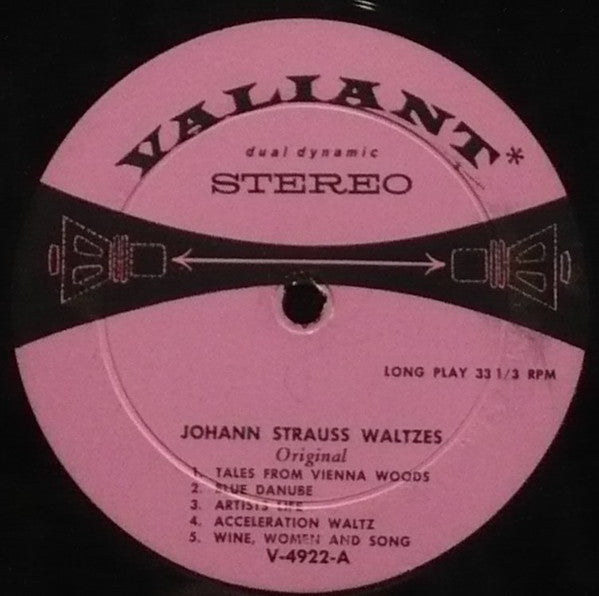 VALIANT*
dual dynamic
STEREO
LONG PLAY 33 1/3 RPM
JOHANN STRAUSS WALTZES
Original
1. TALES FROM VIENNA WOODS
2. BLUE DANUBE
3. ARTISTS LIFE
4. ACCELERATION WALTZ
5. WINE, WOMEN AND SONG
V-4922-A